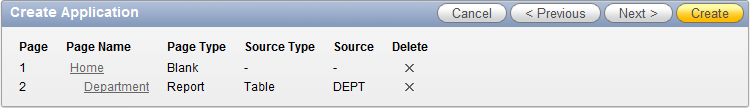 Create Application
Cancel
< Previous
Next >
Create
Page Page Name Page Type Source Type Source Delete
1 Home Blank - -
2 Department Report Table DEPT